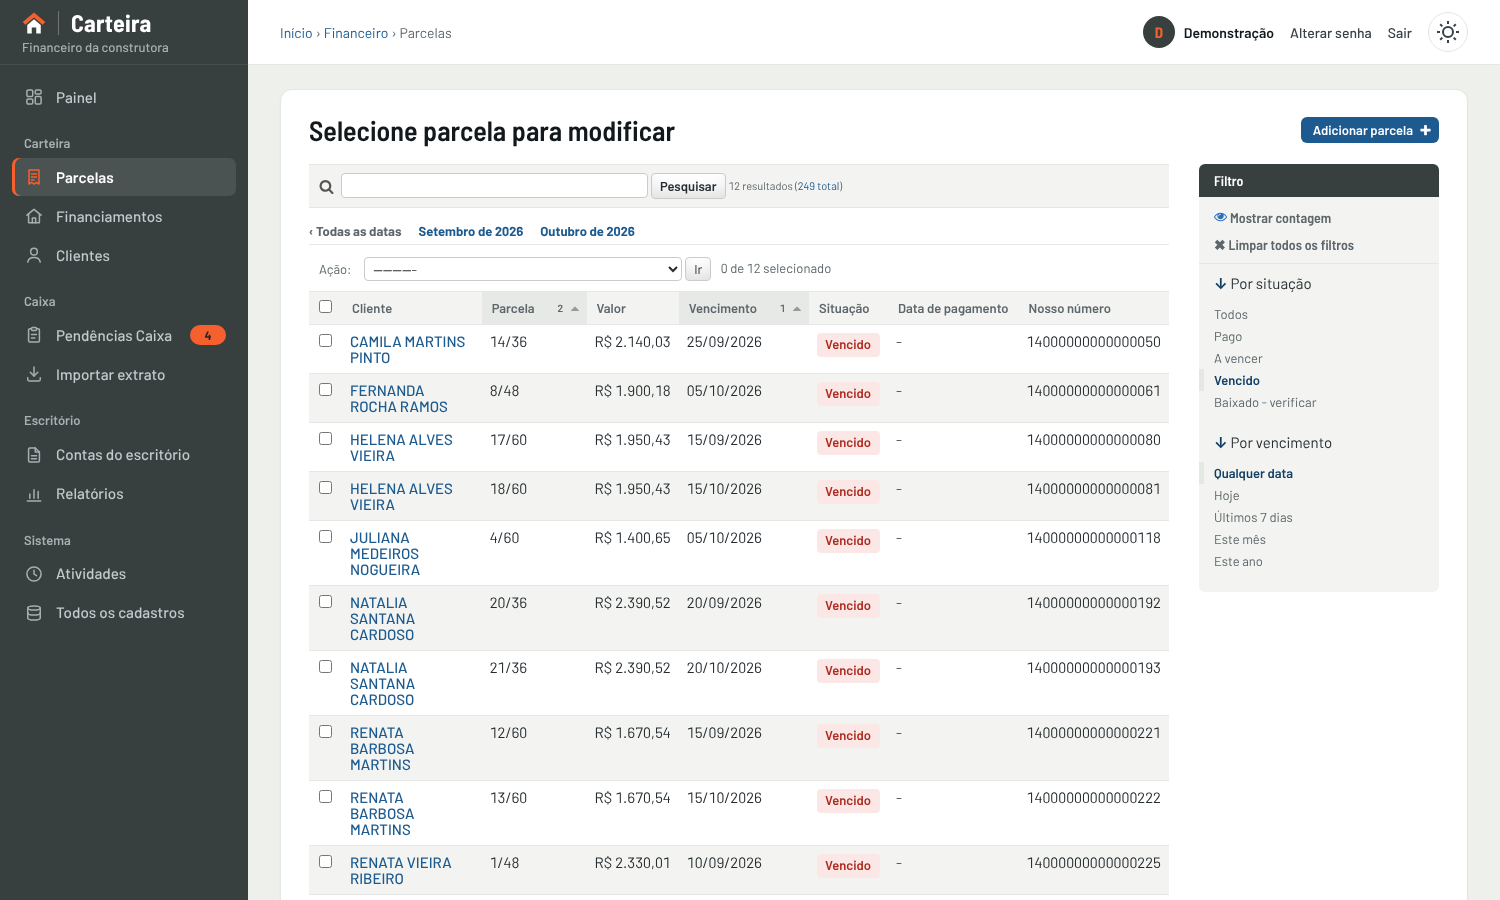 Carteira
Financeiro da construtora
Painel
Carteira
Parcelas
Financiamentos
Clientes
Caixa
Pendências Caixa 4
Importar extrato
Escritório
Contas do escritório
Relatórios
Sistema
Atividades
Todos os cadastros
Início › Financeiro › Parcelas
D Demonstração Alterar senha Sair
Selecione parcela para modificar
Adicionar parcela
Pesquisar 12 resultados (249 total)
‹ Todas as datas Setembro de 2026 Outubro de 2026
Ação: ---------- Ir 0 de 12 selecionado
Cliente Parcela 2 Valor Vencimento 1 Situação Data de pagamento Nosso número
CAMILA MARTINS PINTO 14/36 R$ 2.140,03 25/09/2026 Vencido - 14000000000000050
FERNANDA ROCHA RAMOS 8/48 R$ 1.900,18 05/10/2026 Vencido - 14000000000000061
HELENA ALVES VIEIRA 17/60 R$ 1.950,43 15/09/2026 Vencido - 14000000000000080
HELENA ALVES VIEIRA 18/60 R$ 1.950,43 15/10/2026 Vencido - 14000000000000081
JULIANA MEDEIROS NOGUEIRA 4/60 R$ 1.400,65 05/10/2026 Vencido - 14000000000000118
NATALIA SANTANA CARDOSO 20/36 R$ 2.390,52 20/09/2026 Vencido - 14000000000000192
NATALIA SANTANA CARDOSO 21/36 R$ 2.390,52 20/10/2026 Vencido - 14000000000000193
RENATA BARBOSA MARTINS 12/60 R$ 1.670,54 15/09/2026 Vencido - 14000000000000221
RENATA BARBOSA MARTINS 13/60 R$ 1.670,54 15/10/2026 Vencido - 14000000000000222
RENATA VIEIRA RIBEIRO 1/48 R$ 2.330,01 10/09/2026 Vencido - 14000000000000225
Filtro
Mostrar contagem
Limpar todos os filtros
Por situação
Todos
Pago
A vencer
Vencido
Baixado - verificar
Por vencimento
Qualquer data
Hoje
Últimos 7 dias
Este mês
Este ano